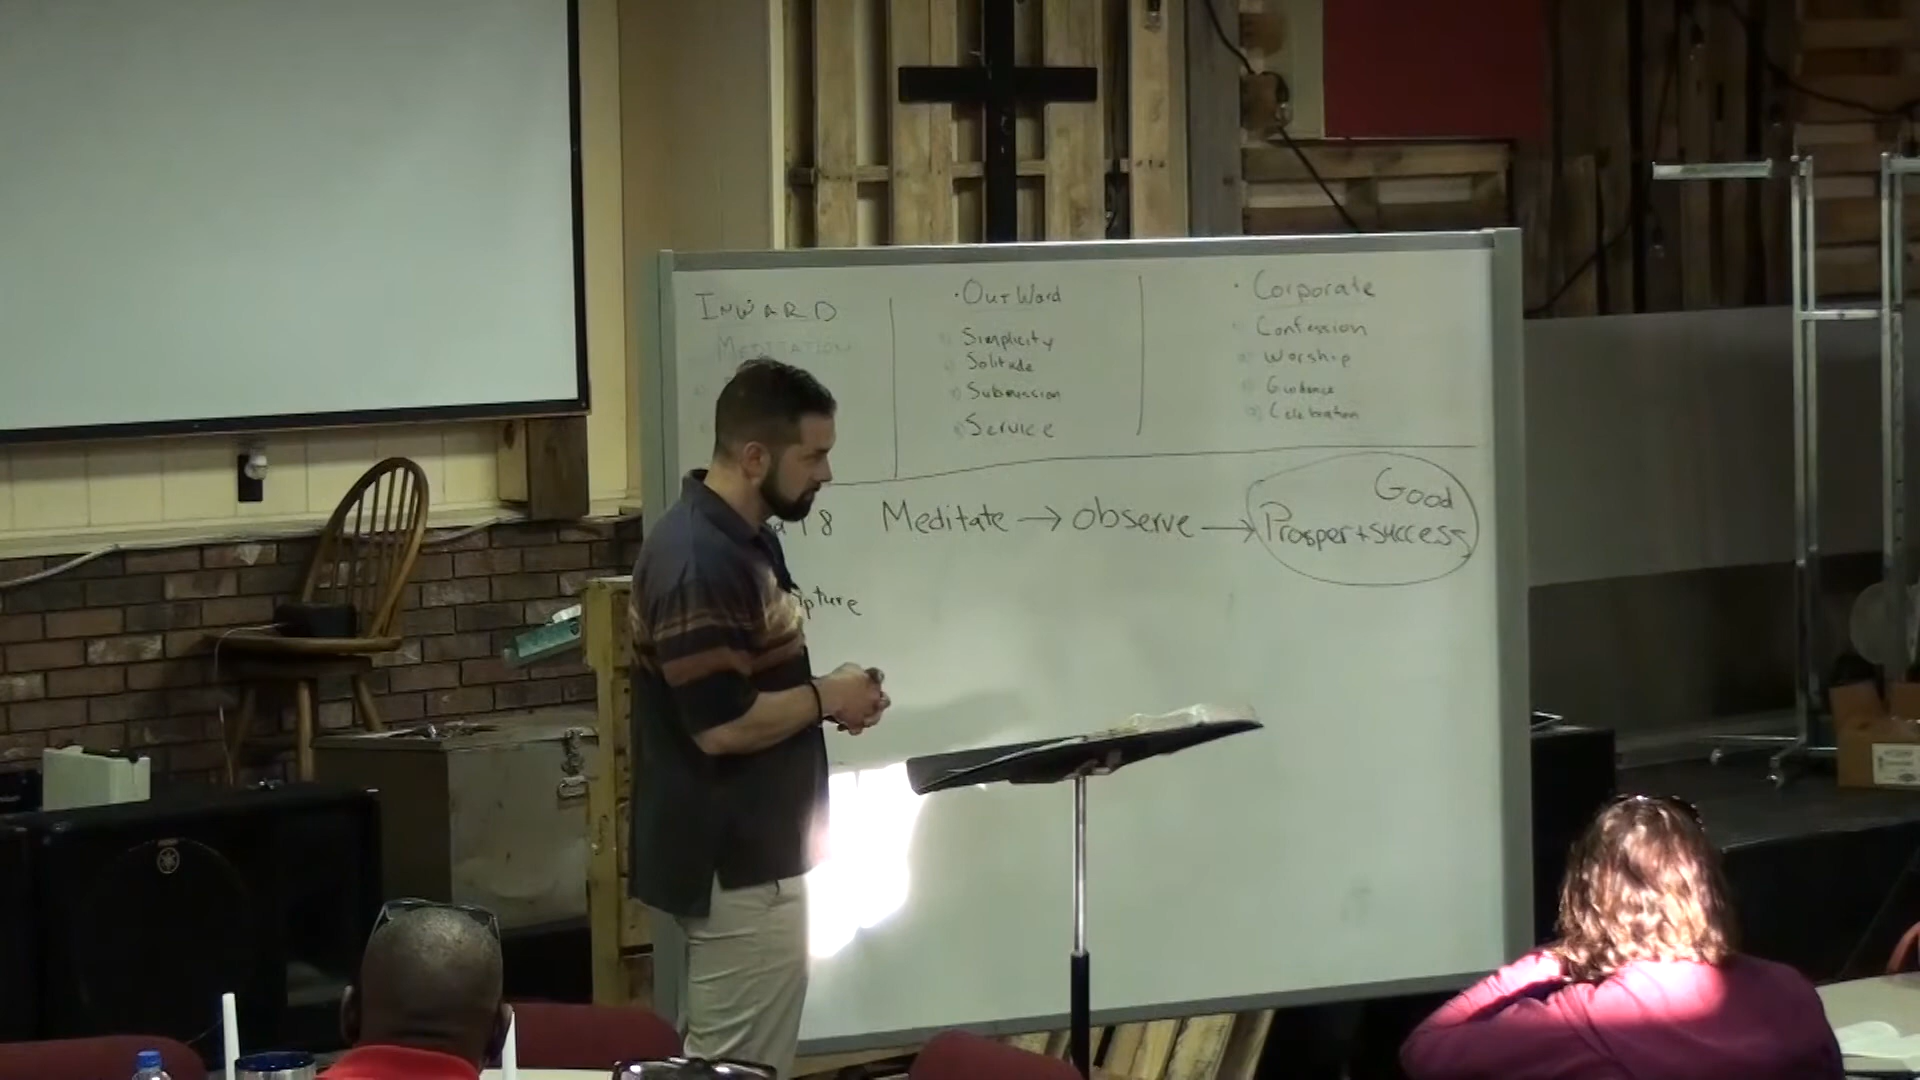 INWARD
MEDITATION
• OutWard
Simplicity
Solitude
Submission
Service
• Corporate
Confession
Worship
Guidance
Celebration
1 8 Meditate → observe → Good
Prosper + success
pture